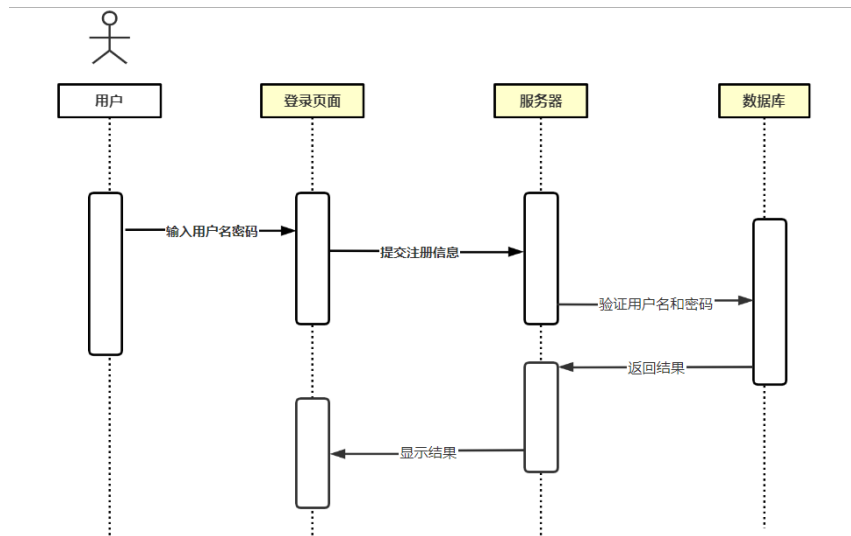 用户
登录页面
服务器
数据库
输入用户名密码
提交注册信息
验证用户名和密码
返回结果
显示结果